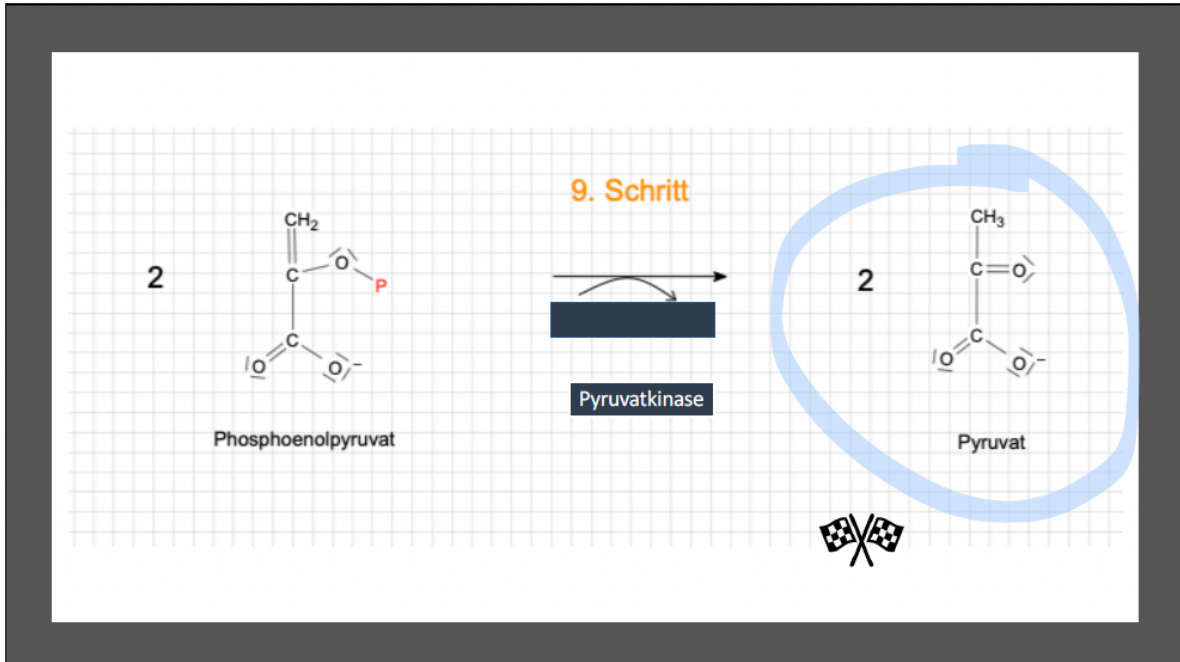 9. Schritt
2
CH₂
C
O
P
C
O
O⁻
Phosphoenolpyruvat
Pyruvatkinase
2
CH₃
C=O
C
O
O⁻
Pyruvat